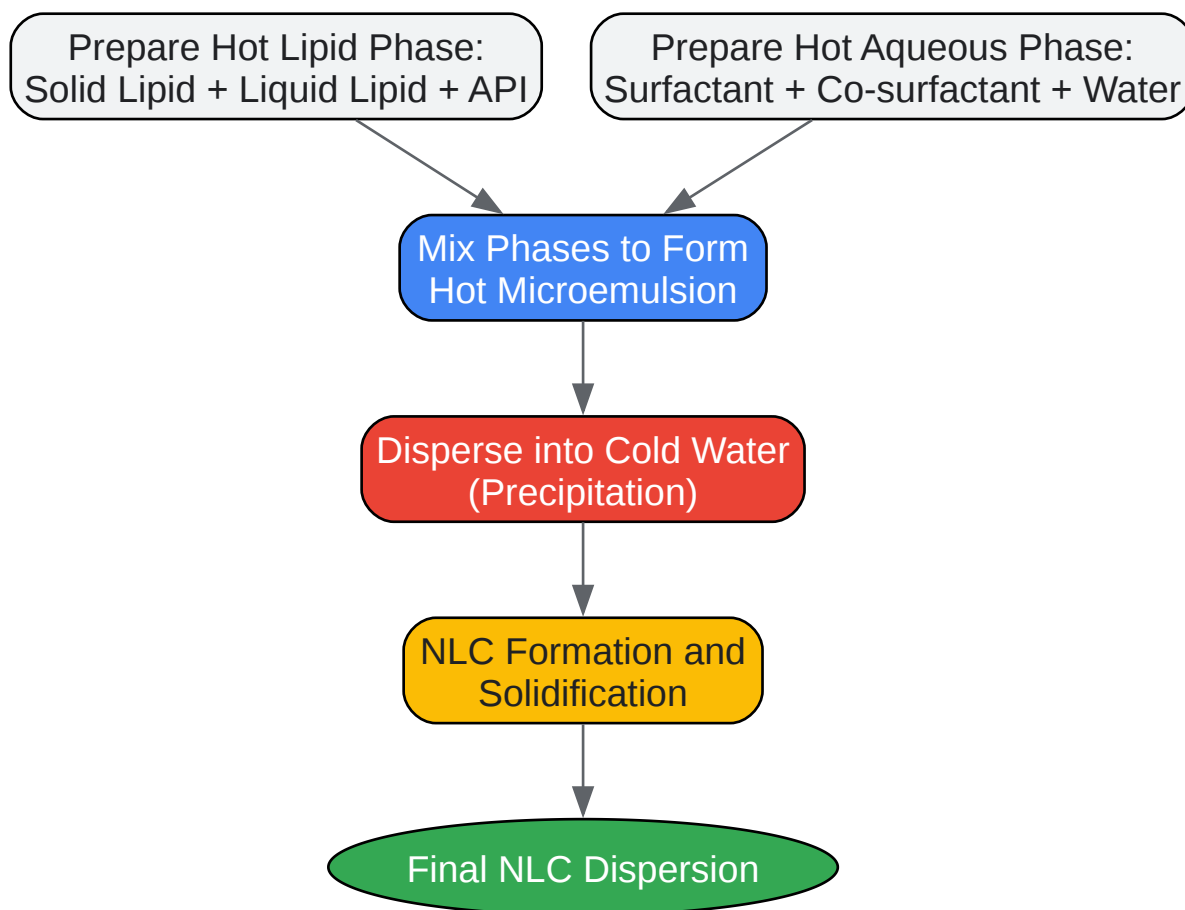 Prepare Hot Lipid Phase:
Solid Lipid + Liquid Lipid + API
Prepare Hot Aqueous Phase:
Surfactant + Co-surfactant + Water
Mix Phases to Form
Hot Microemulsion
Disperse into Cold Water
(Precipitation)
NLC Formation and
Solidification
Final NLC Dispersion